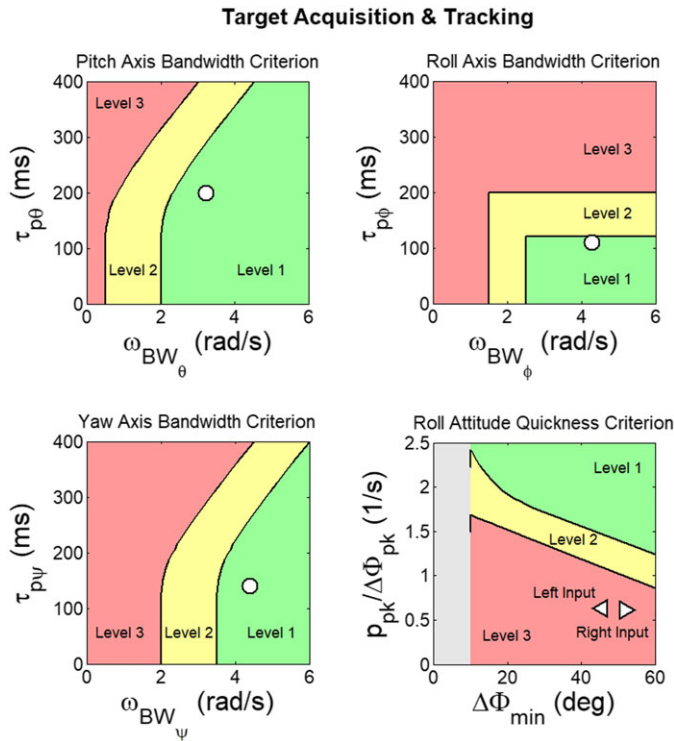 Target Acquisition & Tracking
Pitch Axis Bandwidth Criterion
400
300
200
100
0
τpθ (ms)
Level 3
Level 2
Level 1
0 2 4 6
ωBWθ (rad/s)
Roll Axis Bandwidth Criterion
400
300
200
100
0
τpϕ (ms)
Level 3
Level 2
Level 1
0 2 4 6
ωBWϕ (rad/s)
Yaw Axis Bandwidth Criterion
400
300
200
100
0
τpψ (ms)
Level 3
Level 2
Level 1
0 2 4 6
ωBWψ (rad/s)
Roll Attitude Quickness Criterion
2.5
2
1.5
1
0.5
0
ppk/ΔΦpk (1/s)
Level 1
Level 2
Left Input
Right Input
Level 3
0 20 40 60
ΔΦmin (deg)